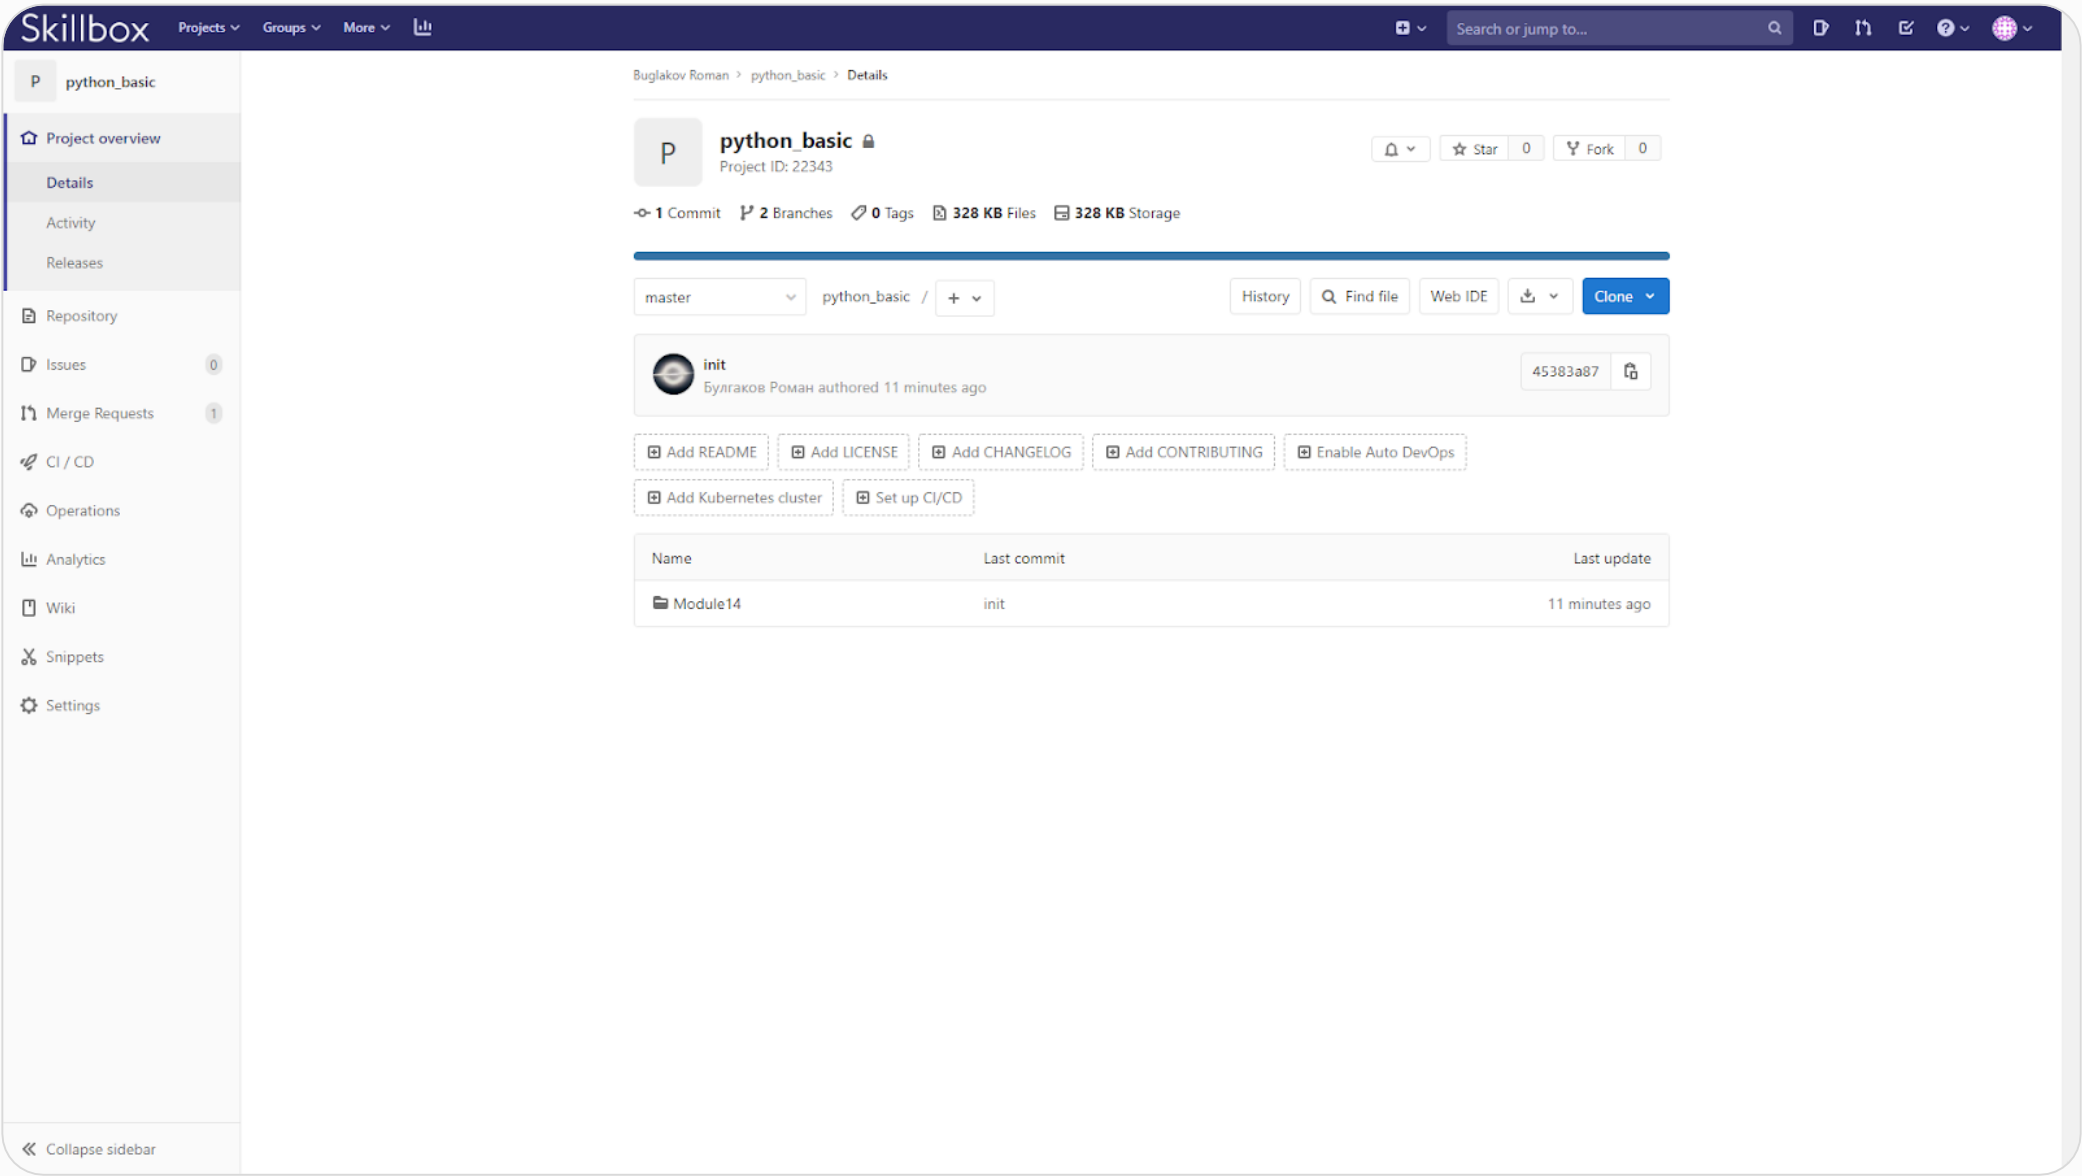 Skillbox Projects Groups More Search or jump to...
P python_basic
Project overview
Details
Activity
Releases
Repository
Issues 0
Merge Requests 1
CI / CD
Operations
Analytics
Wiki
Snippets
Settings
Collapse sidebar
Buglakov Roman > python_basic > Details
P
python_basic
Project ID: 22343
Star 0 Fork 0
1 Commit 2 Branches 0 Tags 328 KB Files 328 KB Storage
master python_basic / + History Find file Web IDE Clone
init
Булгаков Роман authored 11 minutes ago
45383a87
Add README Add LICENSE Add CHANGELOG Add CONTRIBUTING Enable Auto DevOps
Add Kubernetes cluster Set up CI/CD
Name Last commit Last update
Module14 init 11 minutes ago